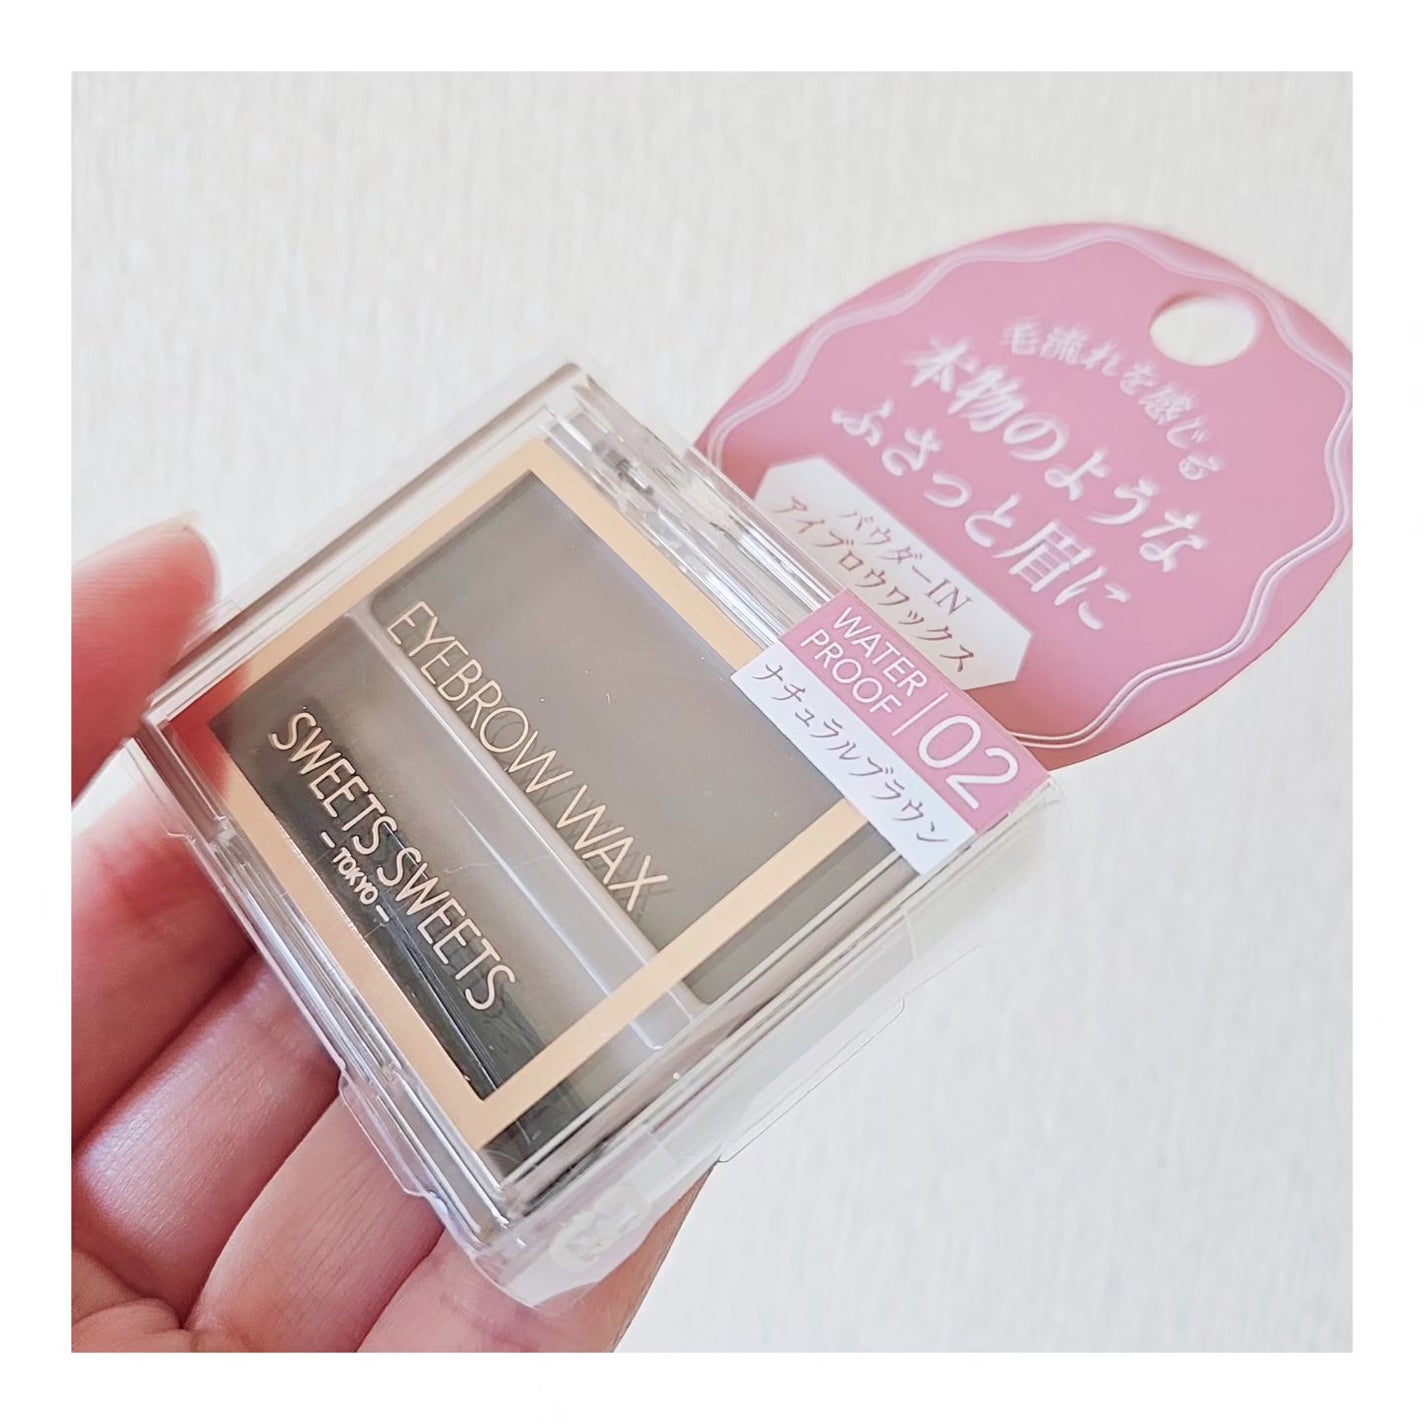 毛流れを感じる
本物のような
ふさっと眉に
パウダーIN
アイブロウワックス
WATER
PROOF
02
ナチュラルブラウン
EYEBROW WAX
SWEETS SWEETS
- TOKYO -